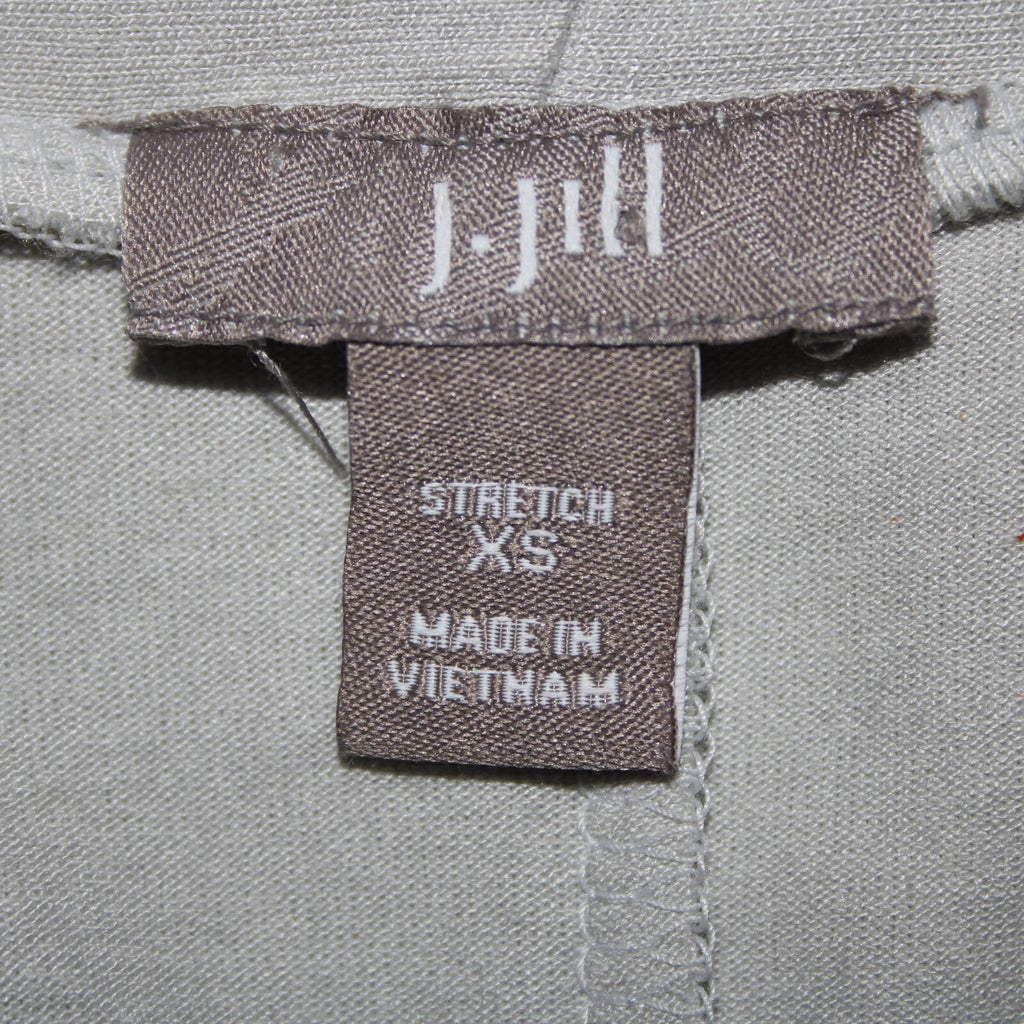 J.Jill
STRETCH
XS
MADE IN
VIETNAM